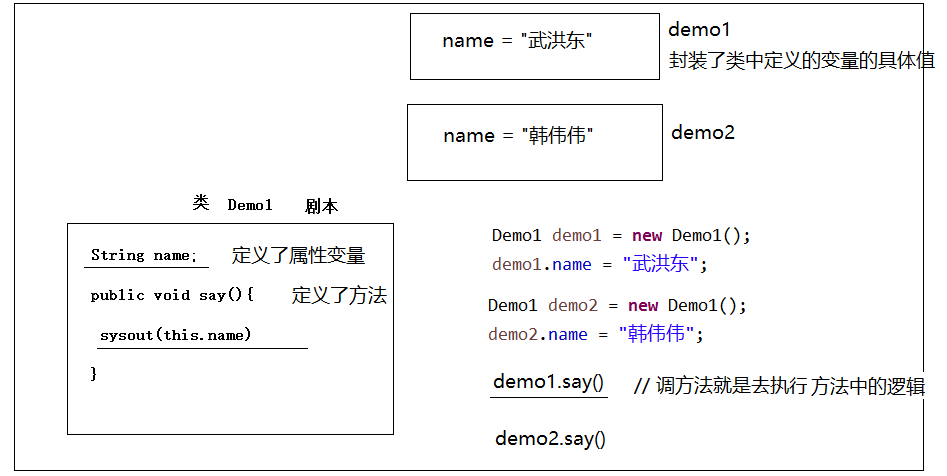 name = "武洪东"
demo1
封装了类中定义的变量的具体值
name = "韩伟伟"
demo2
类 Demo1 剧本
String name; 定义了属性变量
public void say(){ 定义了方法
sysout(this.name)
}
Demo1 demo1 = new Demo1();
demo1.name = "武洪东";
Demo1 demo2 = new Demo1();
demo2.name = "韩伟伟";
demo1.say() // 调方法就是去执行 方法中的逻辑
demo2.say()